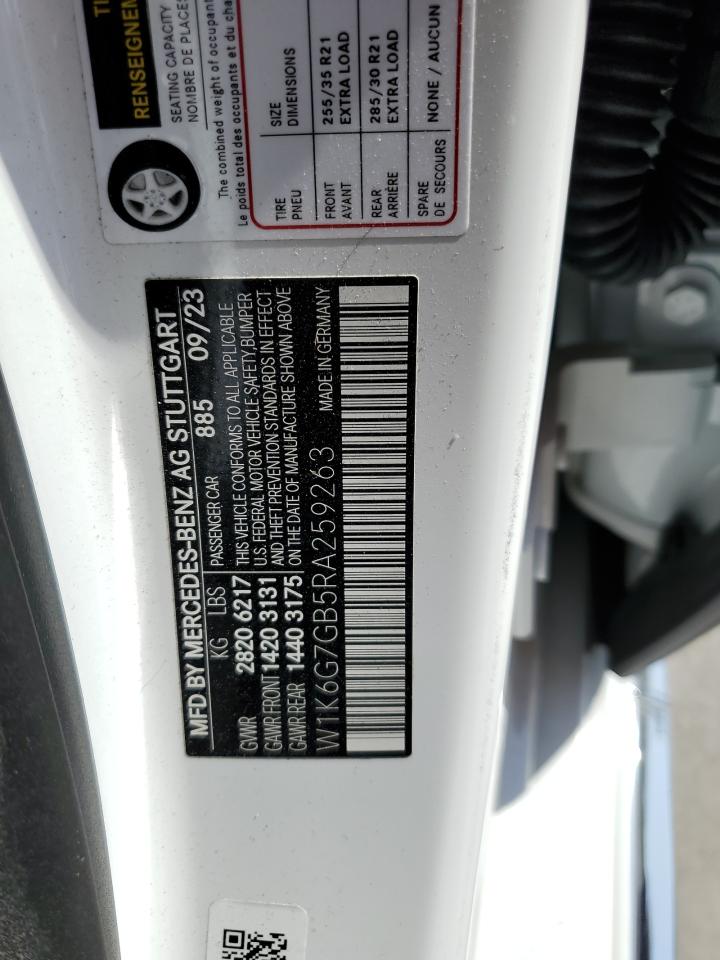 TI
RENSEIGNEM
SEATING CAPACITY
NOMBRE DE PLACES
The combined weight of occupant
Le poids total des occupants et du cha
TIRE
PNEU
SIZE
DIMENSIONS
FRONT
AVANT
255/35 R21
EXTRA LOAD
REAR
ARRIÈRE
285/30 R21
EXTRA LOAD
SPARE
DE SECOURS
NONE / AUCUN
MFD BY MERCEDES-BENZ AG STUTTGART
KG LBS PASSENGER CAR 885 09/23
GVWR 2820 6217
GAWR FRONT 1420 3131
GAWR REAR 1440 3175
THIS VEHICLE CONFORMS TO ALL APPLICABLE
U.S. FEDERAL MOTOR VEHICLE SAFETY,BUMPER
AND THEFT PREVENTION STANDARDS IN EFFECT
ON THE DATE OF MANUFACTURE SHOWN ABOVE
W1K6G7GB5RA259263 MADE IN GERMANY